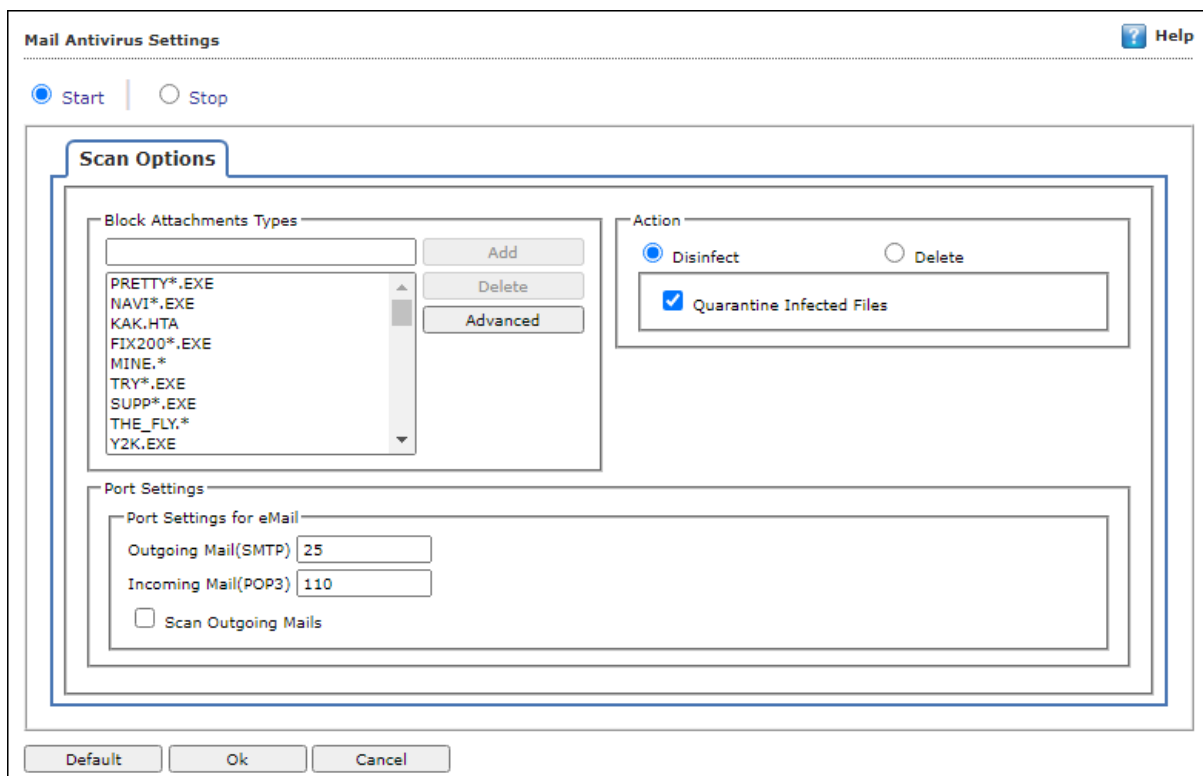 Mail Antivirus Settings
? Help
Start
Stop
Scan Options
Block Attachments Types
Add
PRETTY*.EXE
NAVI*.EXE
KAK.HTA
FIX200*.EXE
MINE.*
TRY*.EXE
SUPP*.EXE
THE_FLY.*
Y2K.EXE
Delete
Advanced
Action
Disinfect
Delete
Quarantine Infected Files
Port Settings
Port Settings for eMail
Outgoing Mail(SMTP) 25
Incoming Mail(POP3) 110
Scan Outgoing Mails
Default
Ok
Cancel